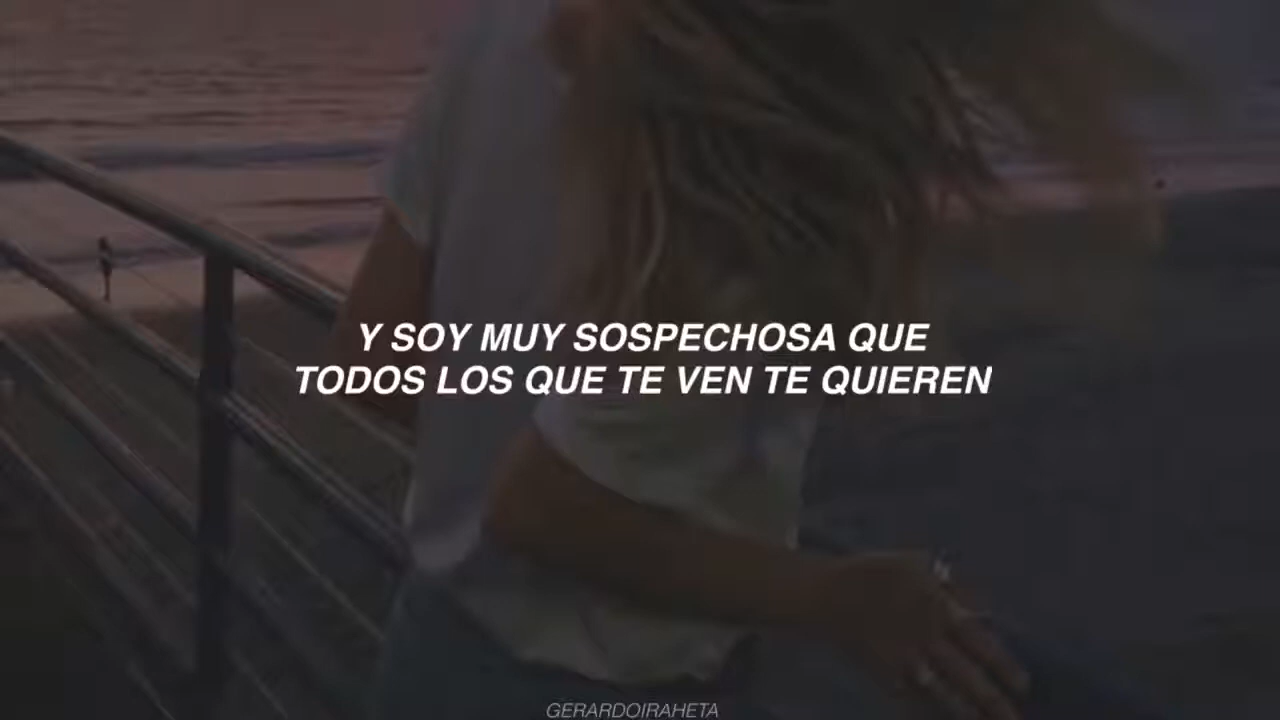 Y SOY MUY SOSPECHOSA QUE
TODOS LOS QUE TE VEN TE QUIEREN
GERARDOIRAHETA